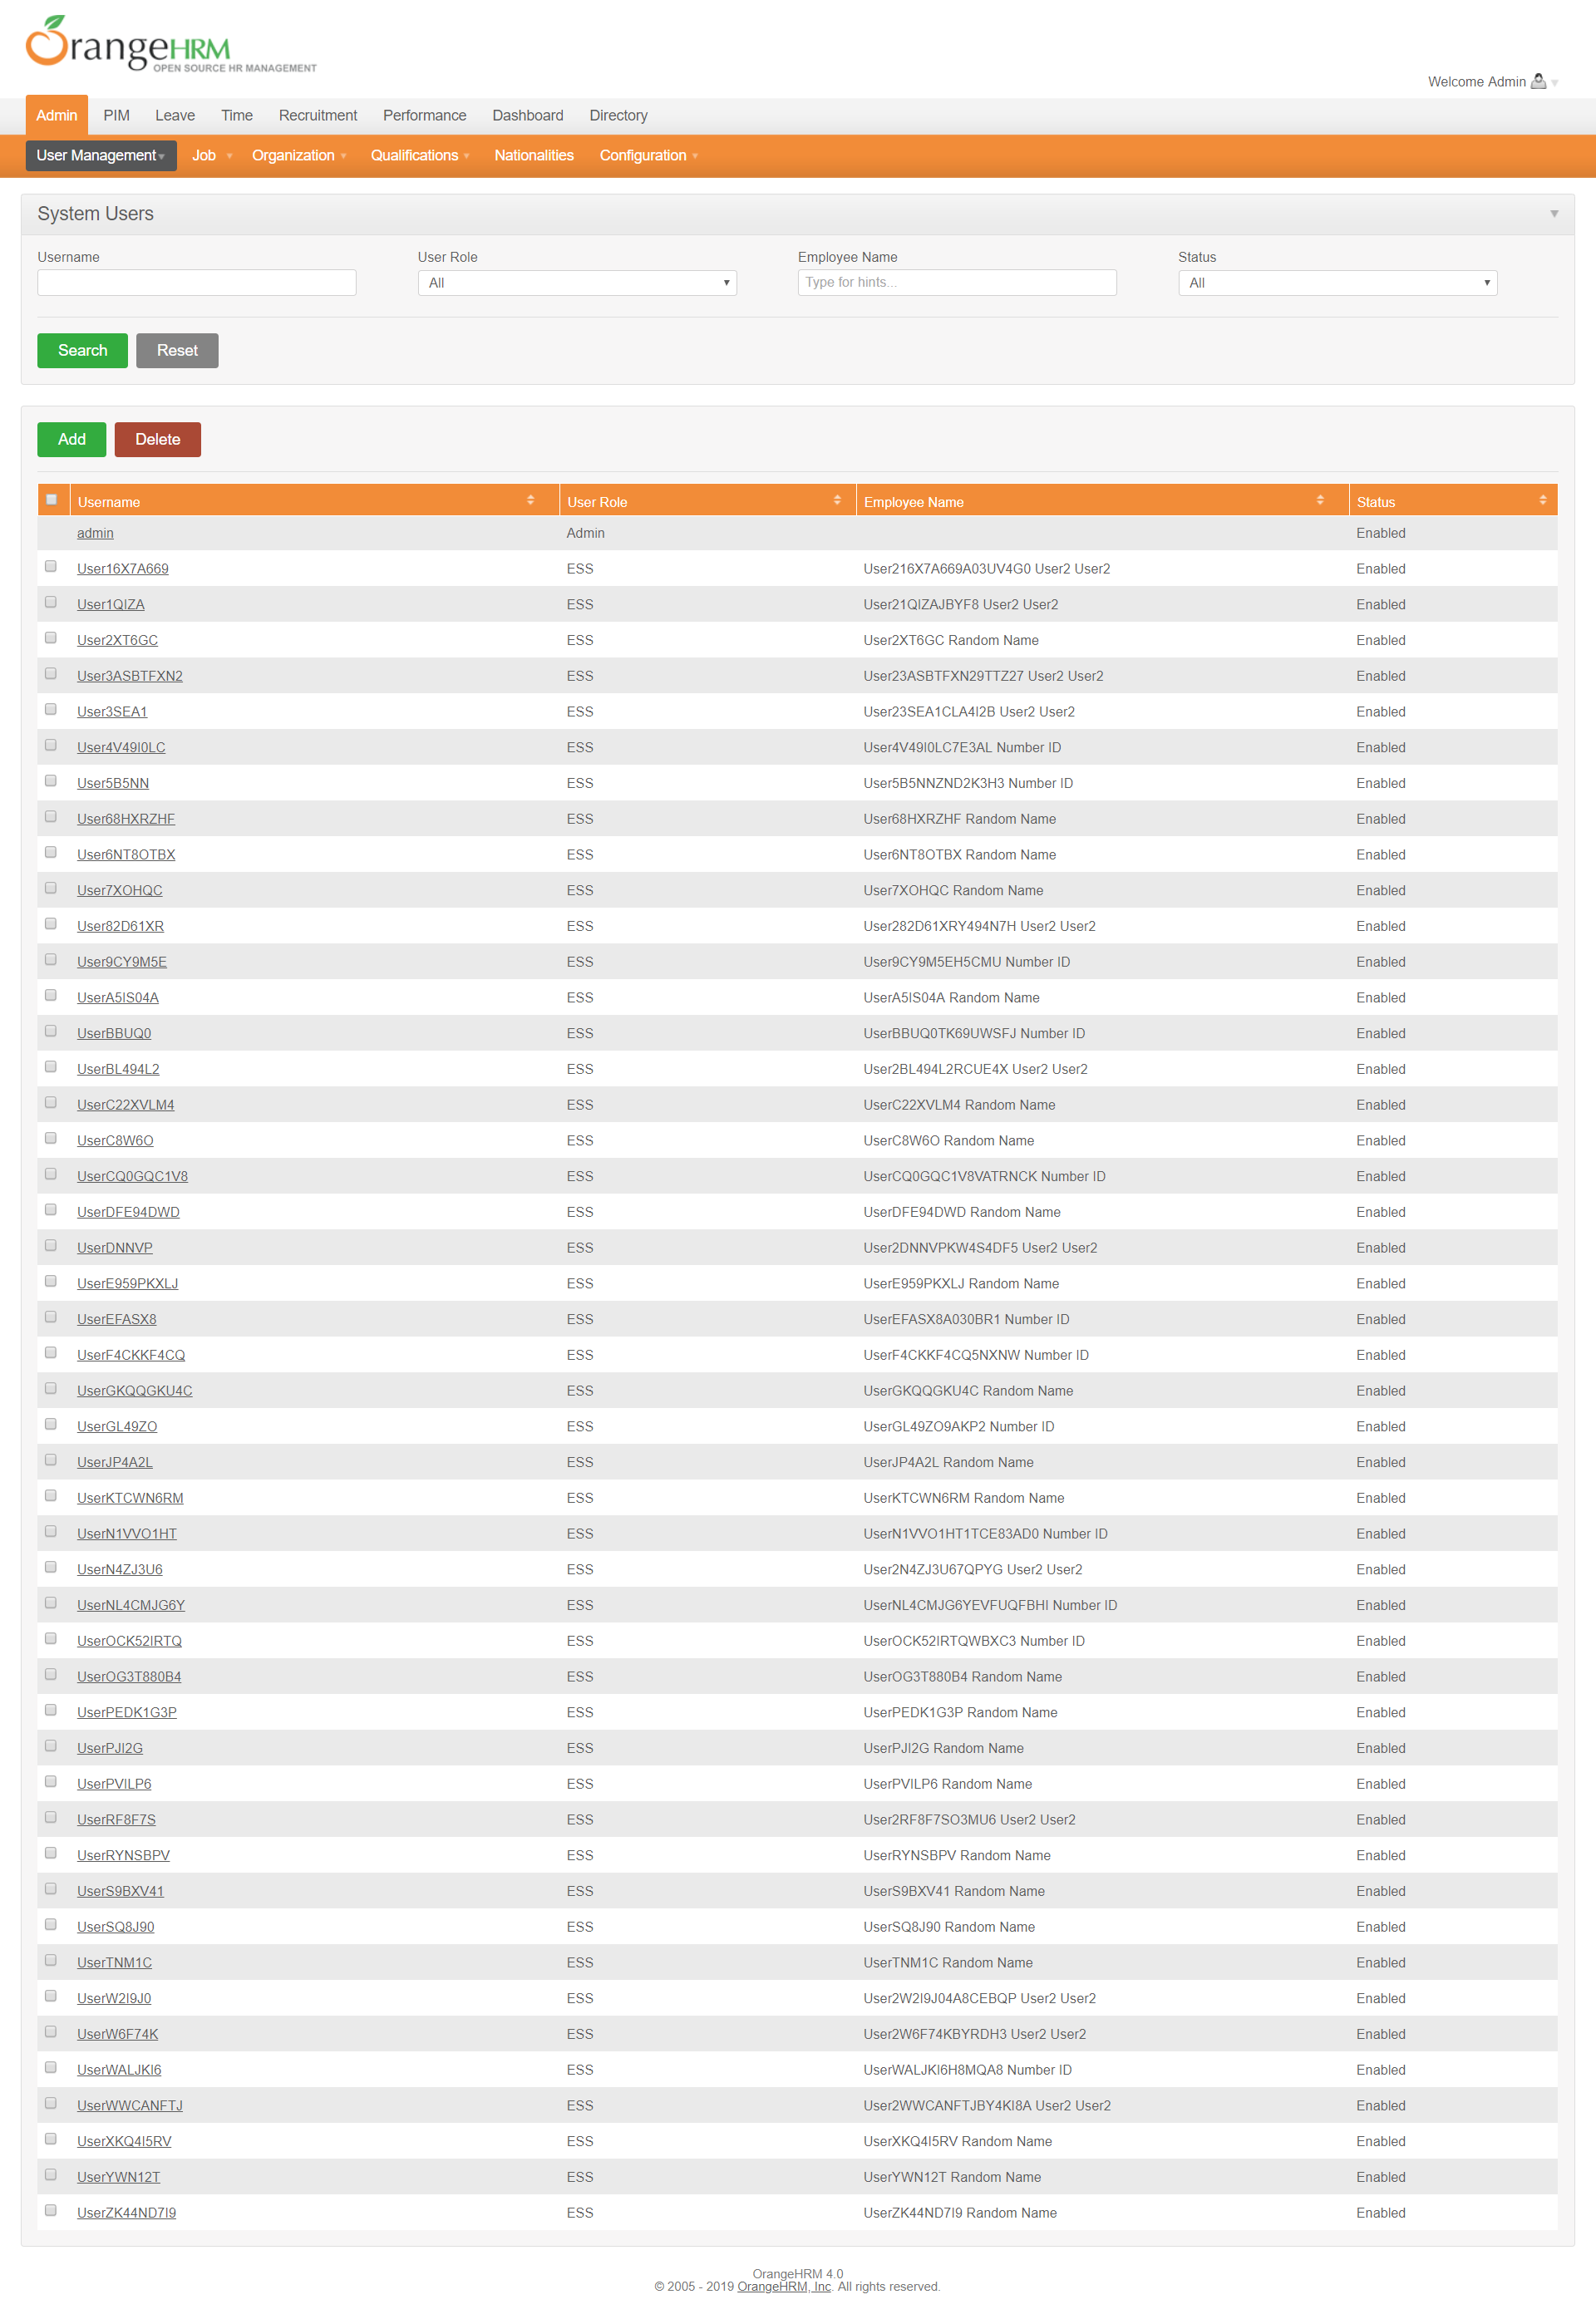 OrangeHRM
OPEN SOURCE HR MANAGEMENT
Welcome Admin
Admin PIM Leave Time Recruitment Performance Dashboard Directory
User Management Job Organization Qualifications Nationalities Configuration
System Users
Username User Role Employee Name Status
All Type for hints... All
Search Reset
Add Delete
Username User Role Employee Name Status
admin Admin Enabled
User16X7A669 ESS User216X7A669A03UV4G0 User2 User2 Enabled
User1QIZA ESS User21QIZAJBYF8 User2 User2 Enabled
User2XT6GC ESS User2XT6GC Random Name Enabled
User3ASBTFXN2 ESS User23ASBTFXN29TTZ27 User2 User2 Enabled
User3SEA1 ESS User23SEA1CLA4I2B User2 User2 Enabled
User4V49I0LC ESS User4V49I0LC7E3AL Number ID Enabled
User5B5NN ESS User5B5NNZND2K3H3 Number ID Enabled
User68HXRZHF ESS User68HXRZHF Random Name Enabled
User6NT8OTBX ESS User6NT8OTBX Random Name Enabled
User7XOHQC ESS User7XOHQC Random Name Enabled
User82D61XR ESS User282D61XRY494N7H User2 User2 Enabled
User9CY9M5E ESS User9CY9M5EH5CMU Number ID Enabled
UserA5IS04A ESS UserA5IS04A Random Name Enabled
UserBBUQ0 ESS UserBBUQ0TK69UWSFJ Number ID Enabled
UserBL494L2 ESS User2BL494L2RCUE4X User2 User2 Enabled
UserC22XVLM4 ESS UserC22XVLM4 Random Name Enabled
UserC8W6O ESS UserC8W6O Random Name Enabled
UserCQ0GQC1V8 ESS UserCQ0GQC1V8VATRNCK Number ID Enabled
UserDFE94DWD ESS UserDFE94DWD Random Name Enabled
UserDNNVP ESS User2DNNVPKW4S4DF5 User2 User2 Enabled
UserE959PKXLJ ESS UserE959PKXLJ Random Name Enabled
UserEFASX8 ESS UserEFASX8A030BR1 Number ID Enabled
UserF4CKKF4CQ ESS UserF4CKKF4CQ5NXNW Number ID Enabled
UserGKQQGKU4C ESS UserGKQQGKU4C Random Name Enabled
UserGL49ZO ESS UserGL49ZO9AKP2 Number ID Enabled
UserJP4A2L ESS UserJP4A2L Random Name Enabled
UserKTCWN6RM ESS UserKTCWN6RM Random Name Enabled
UserN1VVO1HT ESS UserN1VVO1HT1TCE83AD0 Number ID Enabled
UserN4ZJ3U6 ESS User2N4ZJ3U67QPYG User2 User2 Enabled
UserNL4CMJG6Y ESS UserNL4CMJG6YEVFUQFBHI Number ID Enabled
UserOCK52IRTQ ESS UserOCK52IRTQWBXC3 Number ID Enabled
UserOG3T880B4 ESS UserOG3T880B4 Random Name Enabled
UserPEDK1G3P ESS UserPEDK1G3P Random Name Enabled
UserPJI2G ESS UserPJI2G Random Name Enabled
UserPVILP6 ESS UserPVILP6 Random Name Enabled
UserRF8F7S ESS User2RF8F7SO3MU6 User2 User2 Enabled
UserRYNSBPV ESS UserRYNSBPV Random Name Enabled
UserS9BXV41 ESS UserS9BXV41 Random Name Enabled
UserSQ8J90 ESS UserSQ8J90 Random Name Enabled
UserTNM1C ESS UserTNM1C Random Name Enabled
UserW2I9J0 ESS User2W2I9J04A8CEBQP User2 User2 Enabled
UserW6F74K ESS User2W6F74KBYRDH3 User2 User2 Enabled
UserWALJKI6 ESS UserWALJKI6H8MQA8 Number ID Enabled
UserWWCANFTJ ESS User2WWCANFTJBY4KI8A User2 User2 Enabled
UserXKQ4I5RV ESS UserXKQ4I5RV Random Name Enabled
UserYWN12T ESS UserYWN12T Random Name Enabled
UserZK44ND7I9 ESS UserZK44ND7I9 Random Name Enabled
OrangeHRM 4.0
© 2005 - 2019 OrangeHRM, Inc. All rights reserved.